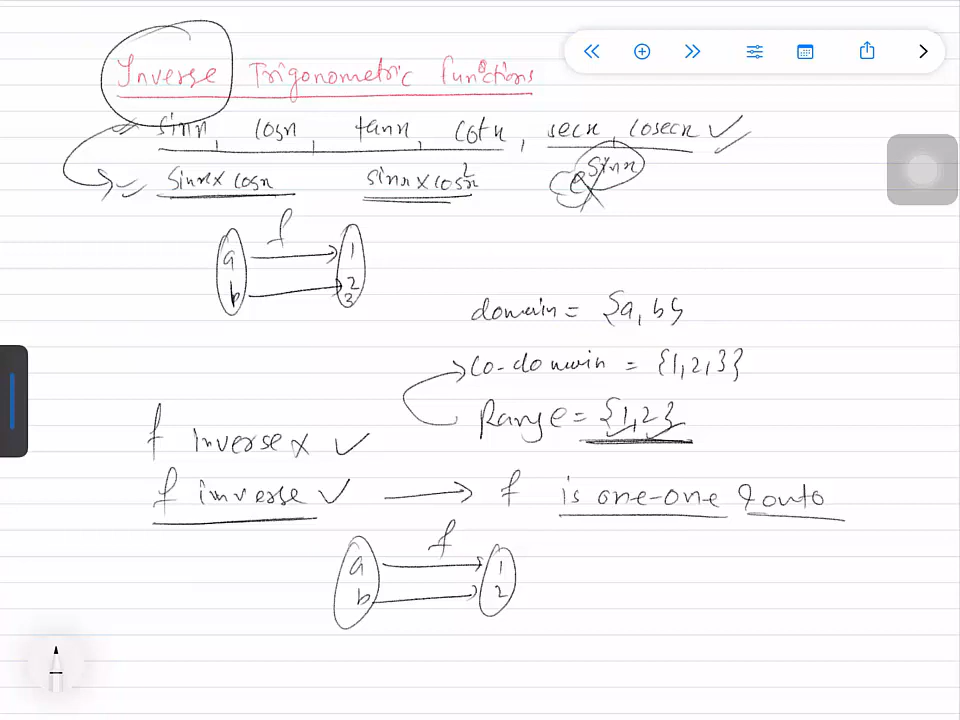 Inverse Trigonometric functions
sinx, cosx, tanx, cotx, secx, cosecx ✓
sinx x cosx sinx x cos²x e^sinx
f
a 1
b 2
3
domain = {a, b}
Co-domain = {1,2,3}
Range = {1,2}
f inverse x ✓
f inverse ✓ → f is one-one & onto
f
a 1
b 2